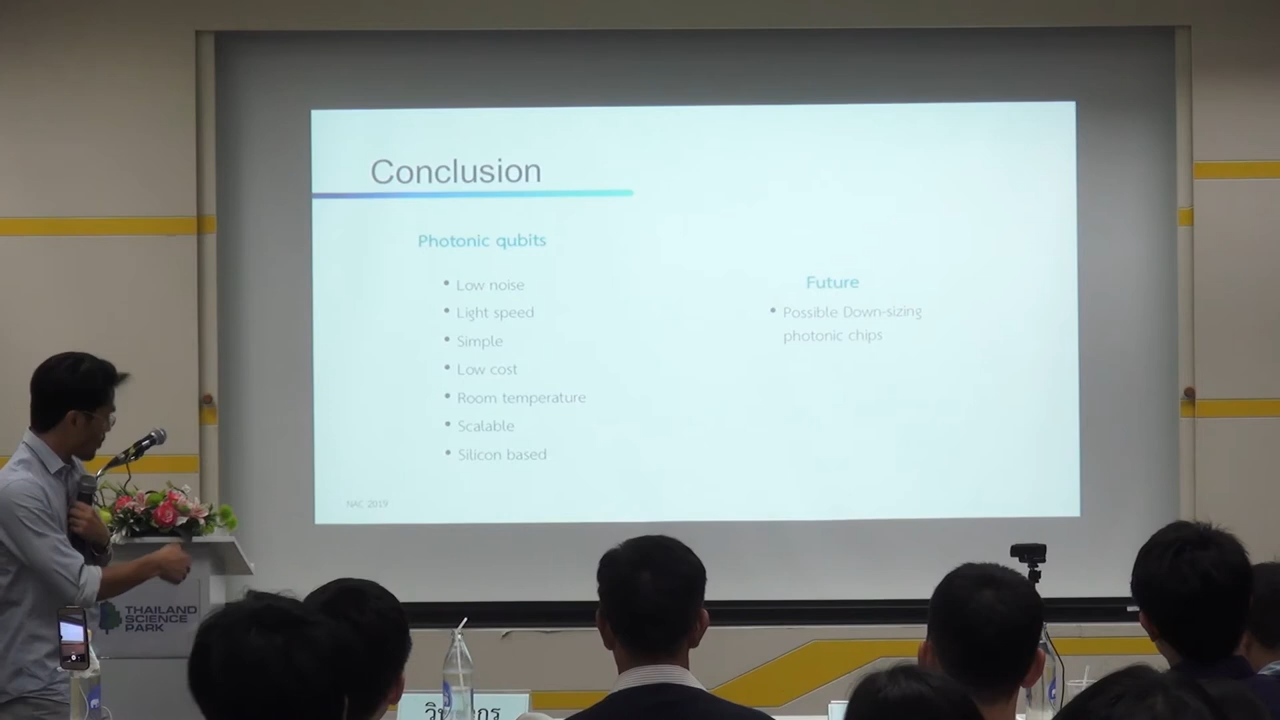 Conclusion
Photonic qubits
• Low noise
• Light speed
• Simple
• Low cost
• Room temperature
• Scalable
• Silicon based
Future
• Possible Down-sizing
photonic chips
NAC 2019
THAILAND
SCIENCE
PARK